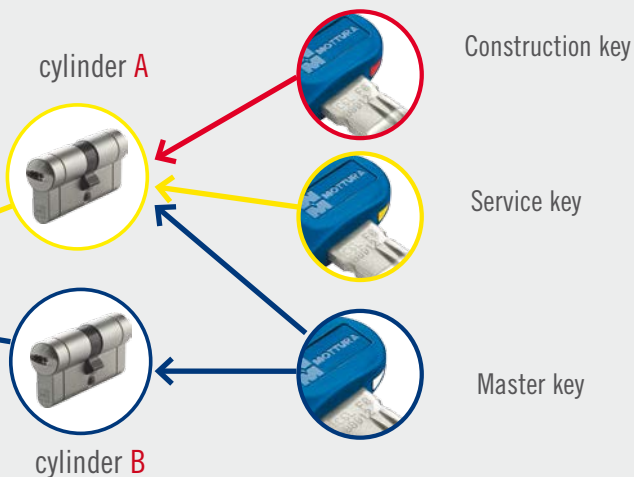 cylinder A
MOTTURA
Construction key
MOTTURA
Service key
MOTTURA
Master key
cylinder B